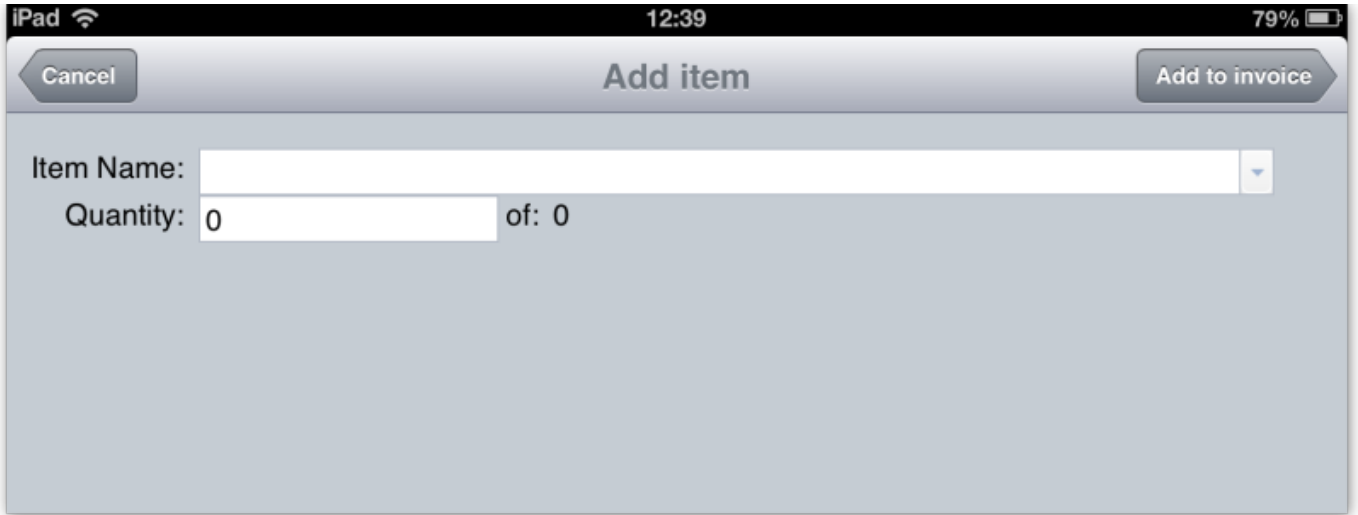 iPad 12:39 79%
Cancel Add item Add to invoice
Item Name:
Quantity: 0 of: 0